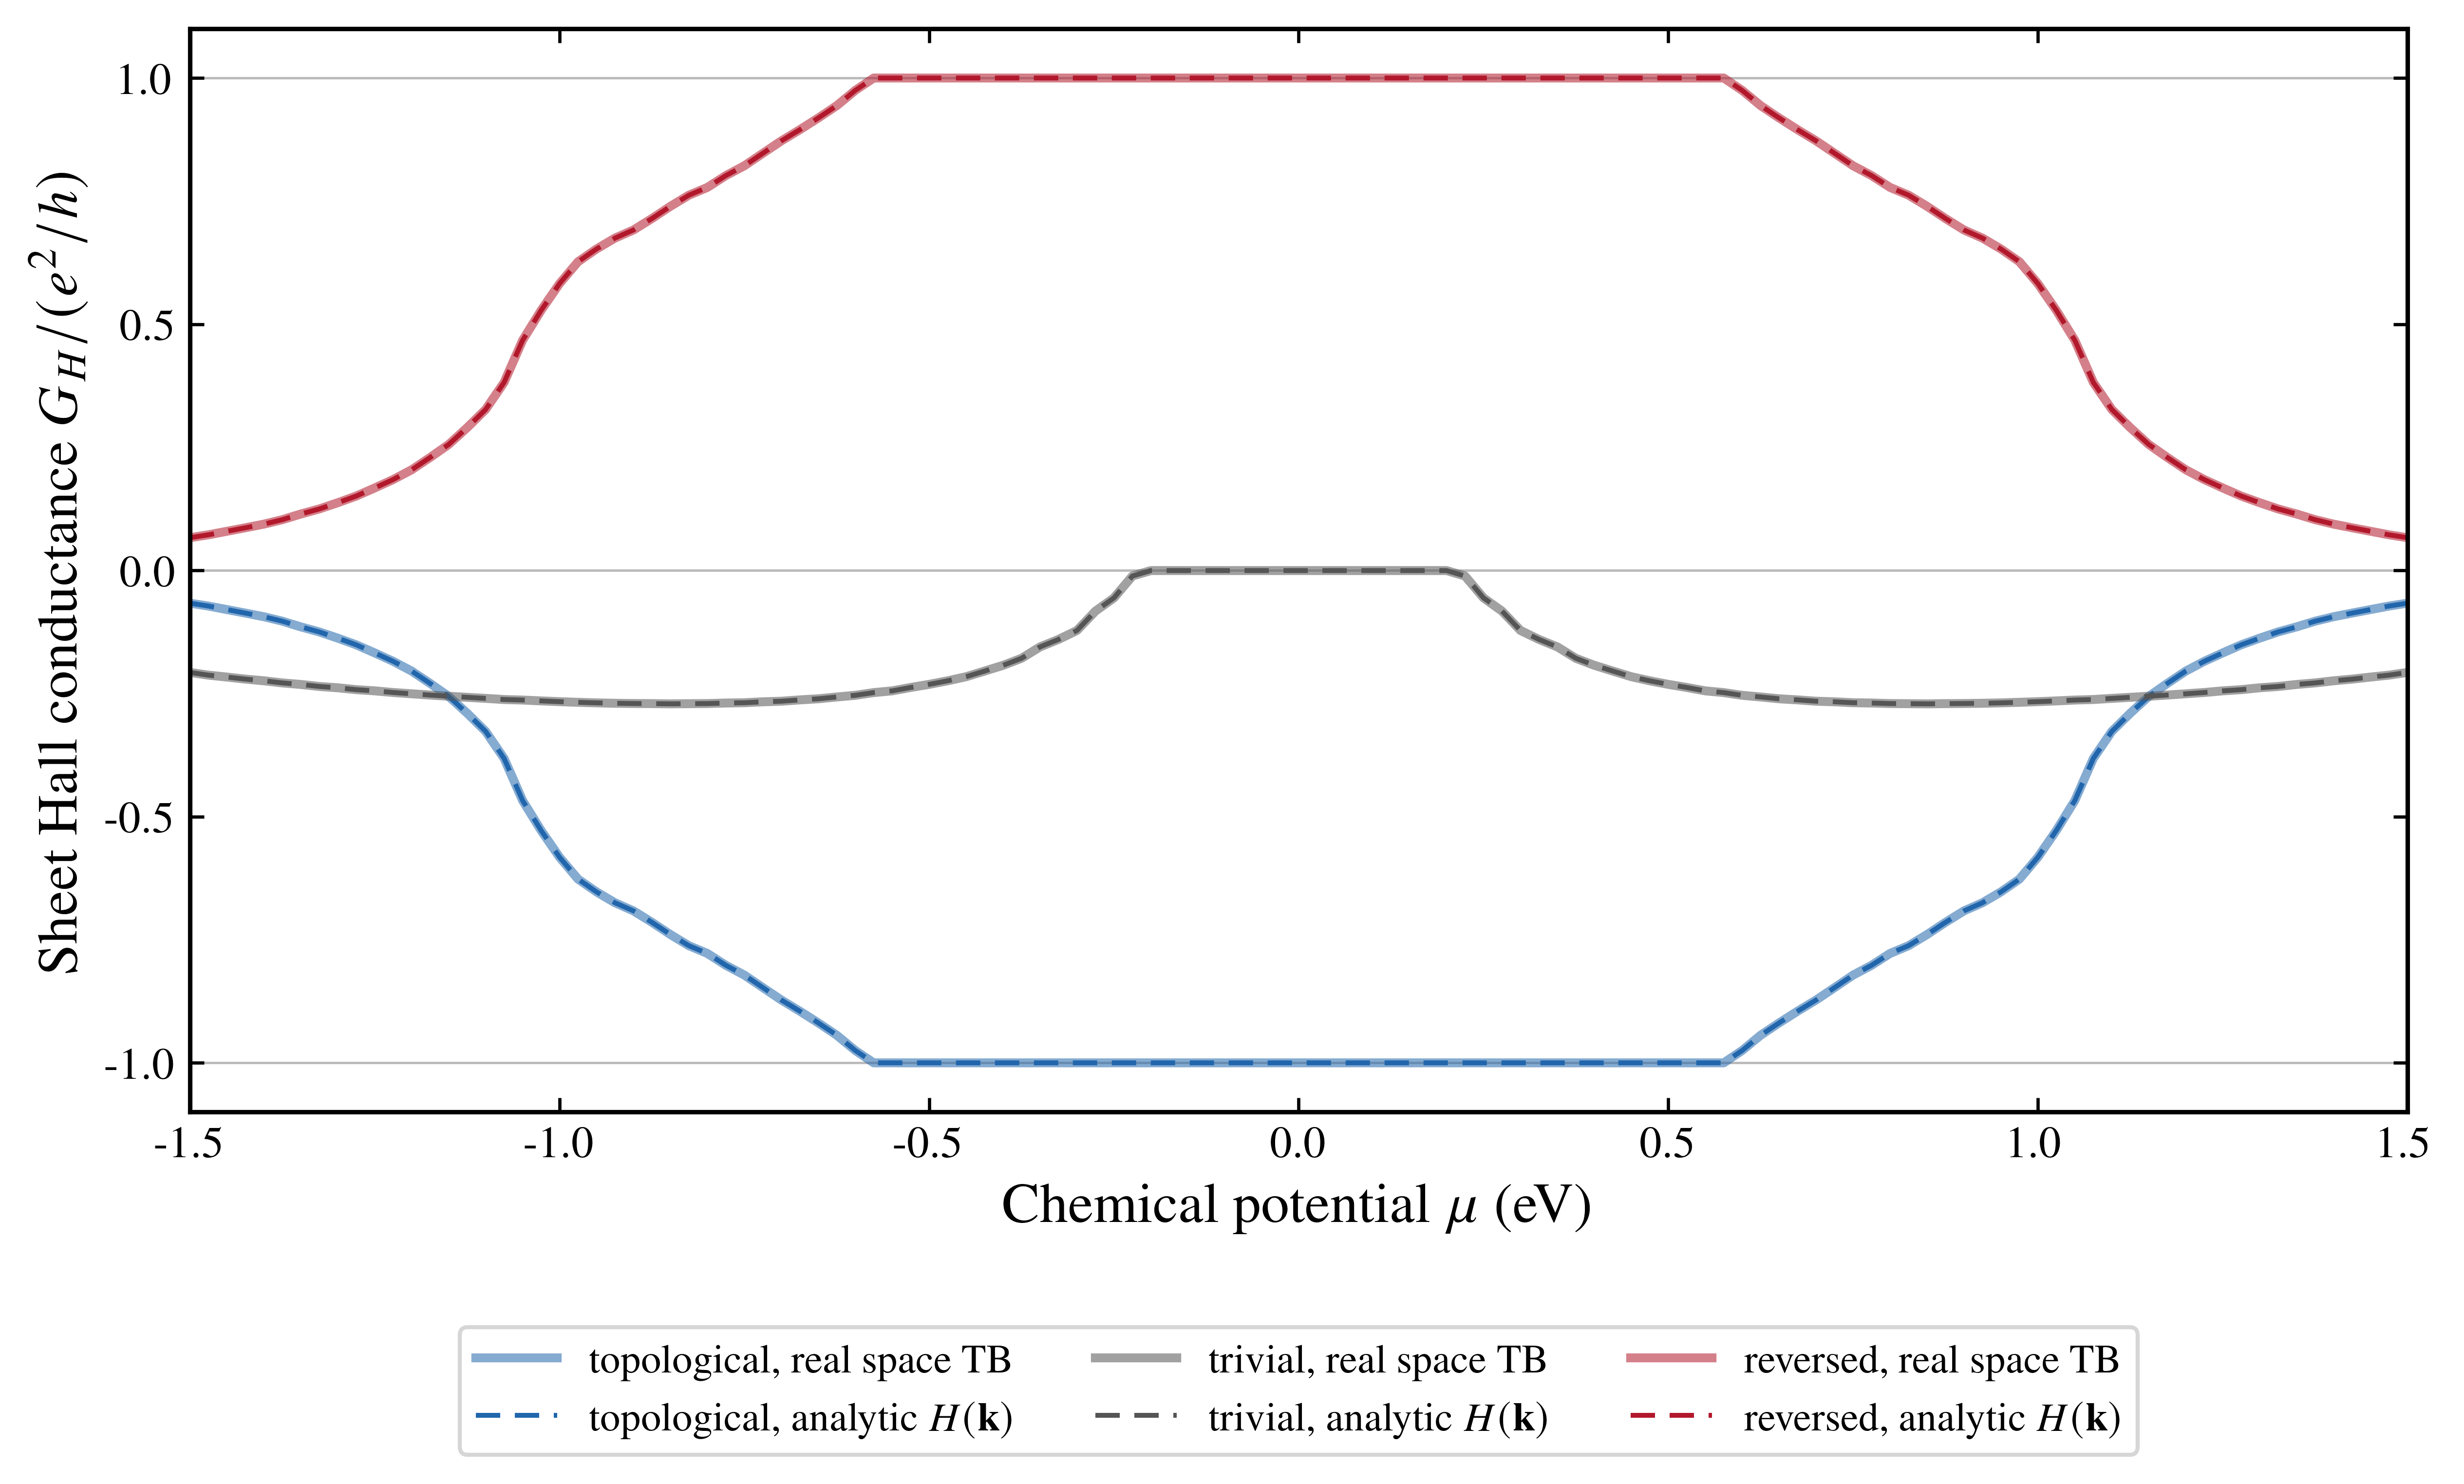 1.0
0.5
0.0
-0.5
-1.0
Sheet Hall conductance G_H/(e²/h)
-1.5 -1.0 -0.5 0.0 0.5 1.0 1.5
Chemical potential μ (eV)
topological, real space TB trivial, real space TB reversed, real space TB
topological, analytic H(k) trivial, analytic H(k) reversed, analytic H(k)